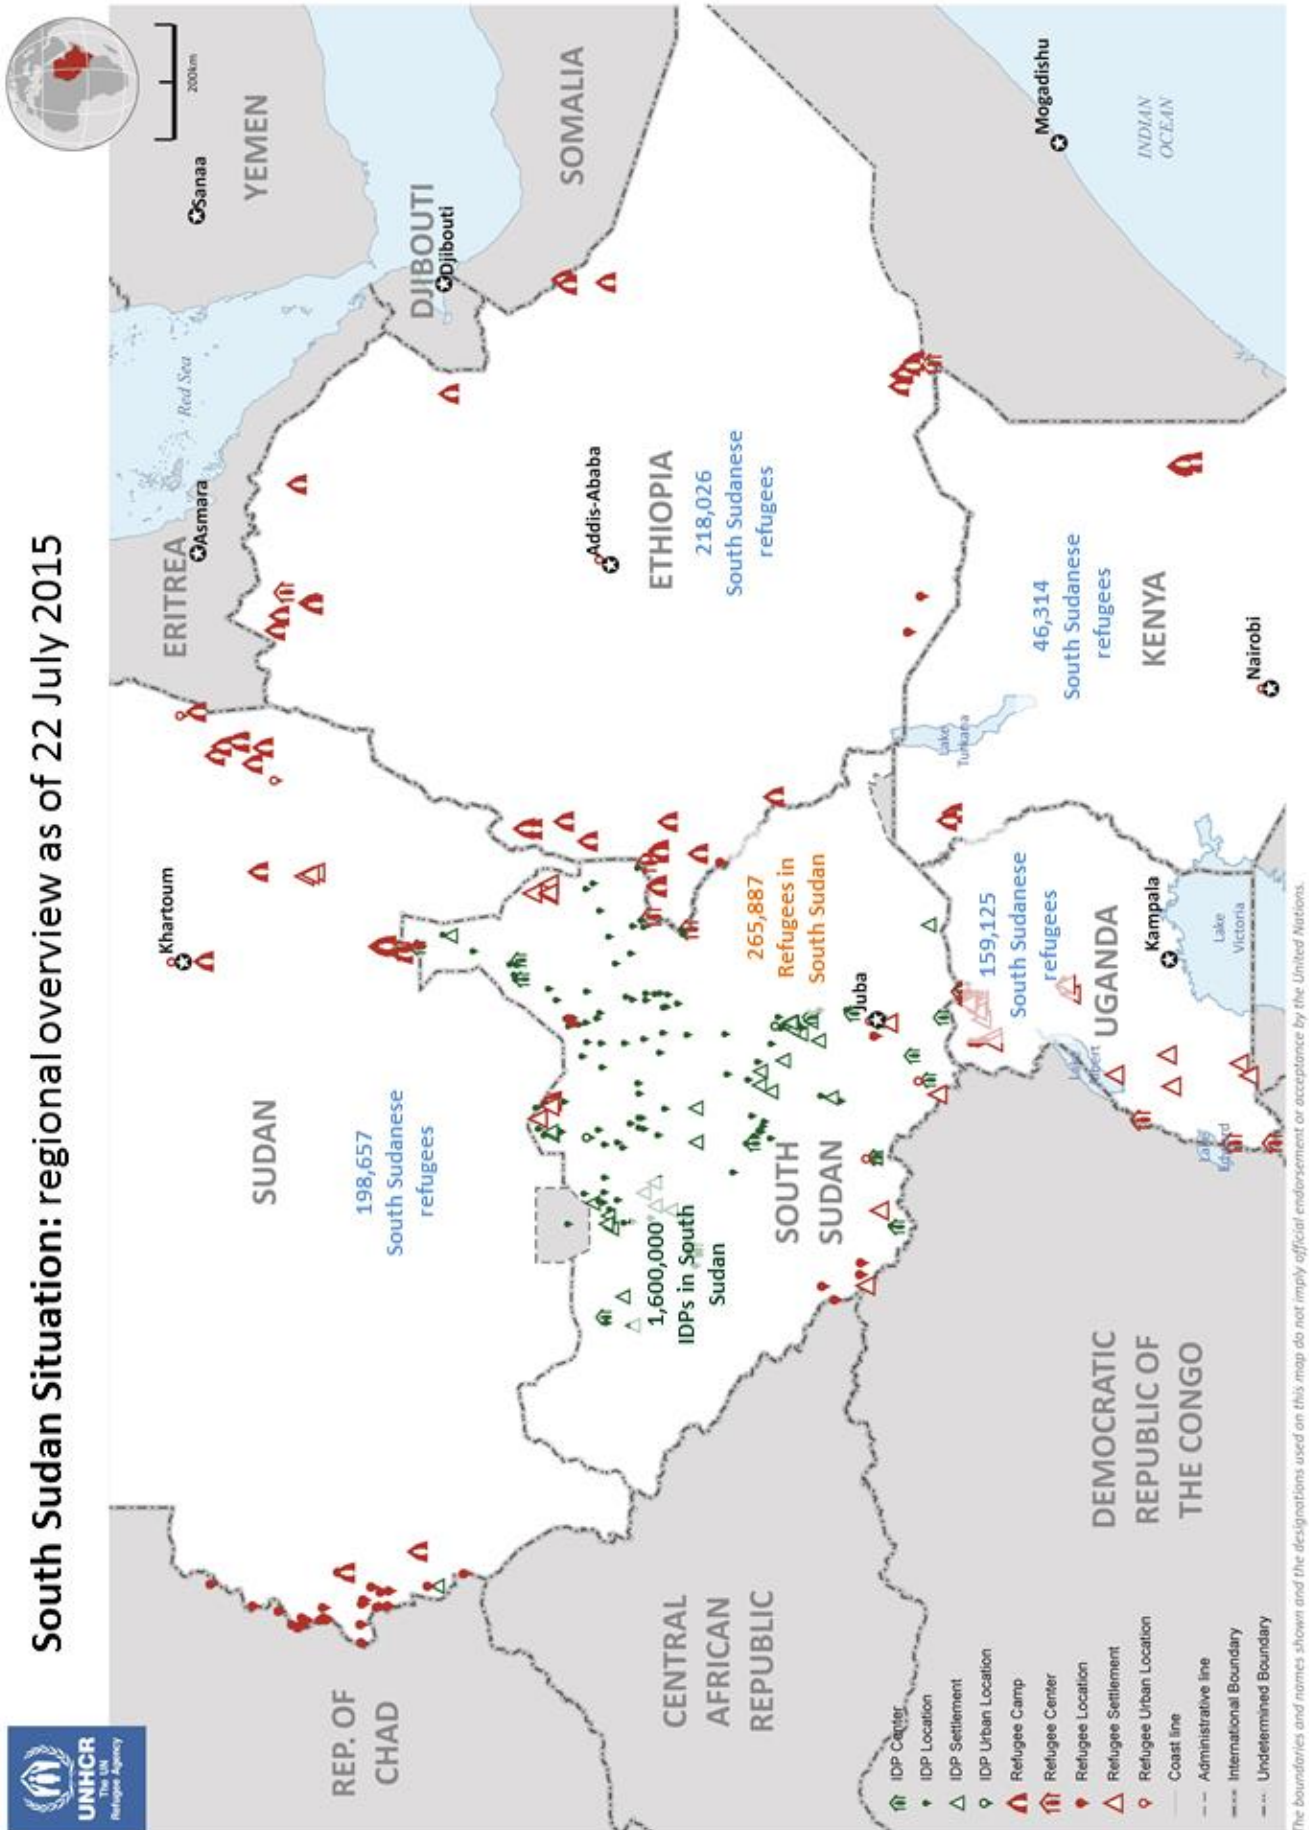 South Sudan Situation: regional overview as of 22 July 2015
UNHCR
The UN
Refugee Agency
200km
Khartoum
ERITREA
Asmara
Red Sea
Sanaa
YEMEN
SUDAN
198,657
South Sudanese
refugees
DJIBOUTI
Djibouti
REP. OF
CHAD
SOMALIA
Addis-Ababa
ETHIOPIA
218,026
South Sudanese
refugees
1,600,000
IDPs in South
Sudan
265,887
Refugees in
South Sudan
CENTRAL
AFRICAN
REPUBLIC
SOUTH
SUDAN
Juba
Lake
Turkana
159,125
South Sudanese
refugees
46,314
South Sudanese
refugees
Mogadishu
DEMOCRATIC
REPUBLIC OF
THE CONGO
UGANDA
Kampala
KENYA
INDIAN
OCEAN
Lake
Victoria
Nairobi
IDP Center
IDP Location
IDP Settlement
IDP Urban Location
Refugee Camp
Refugee Center
Refugee Location
Refugee Settlement
Refugee Urban Location
Coast line
Administrative line
International Boundary
Undetermined Boundary
The boundaries and names shown and the designations used on this map do not imply official endorsement or acceptance by the United Nations.